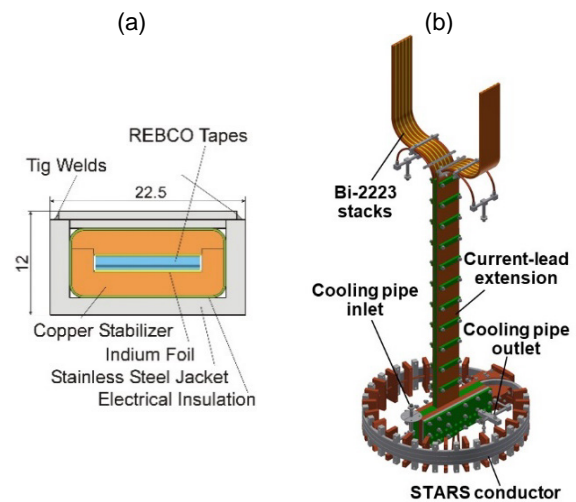 (a)
REBCO Tapes
Tig Welds
22.5
12
Copper Stabilizer
Indium Foil
Stainless Steel Jacket
Electrical Insulation
(b)
Bi-2223
stacks
Current-lead
extension
Cooling pipe
inlet
Cooling pipe
outlet
STARS conductor